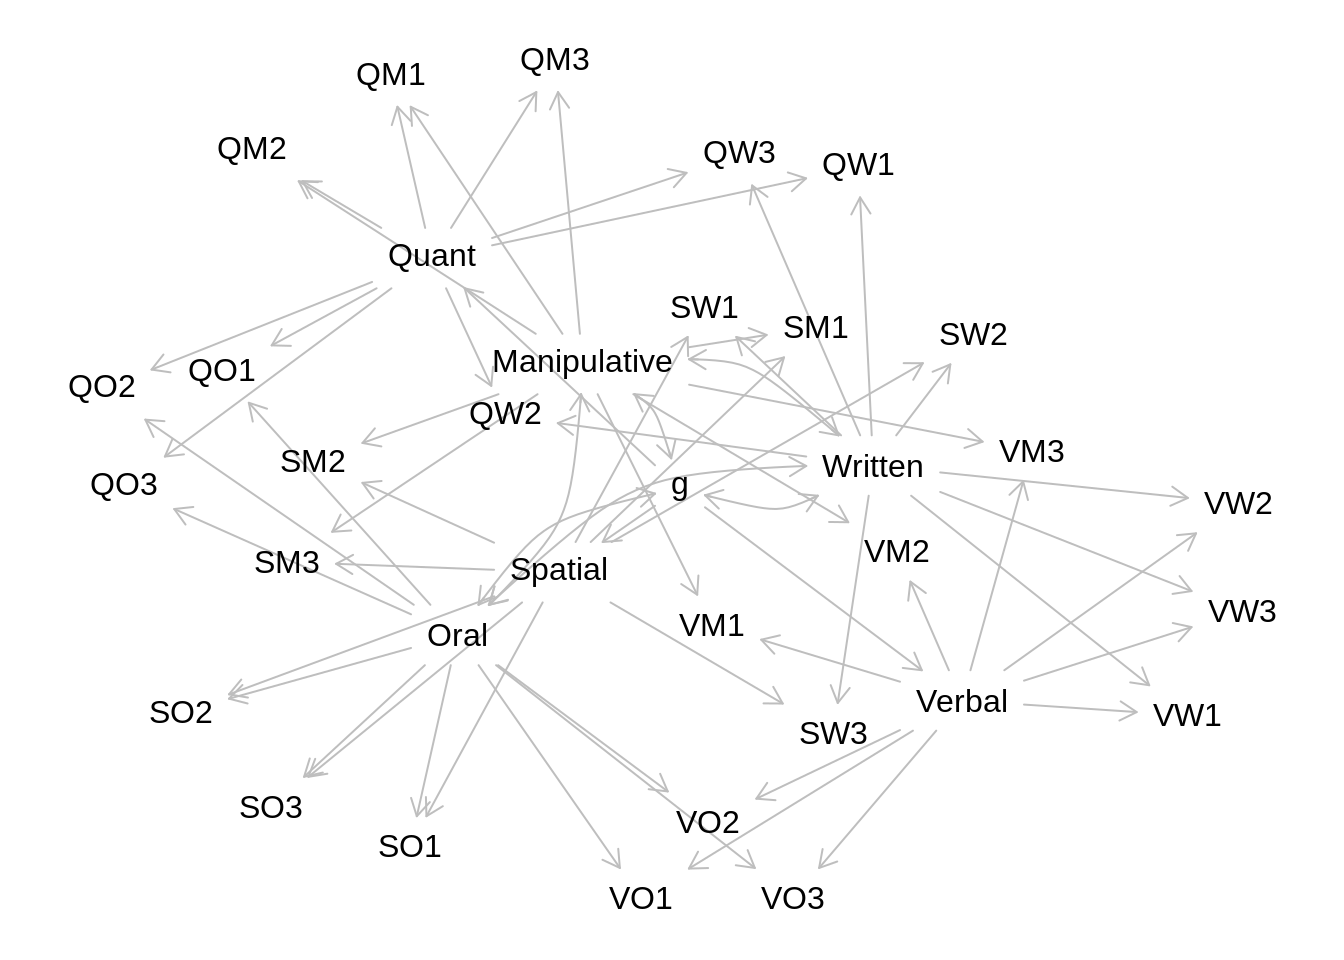 QM3
QM1
QM2
QW3
QW1
Quant
SW1
SM1
SW2
Manipulative
QO1
QO2
QW2
VM3
SM2
Written
QO3
g
VW2
VM2
SM3
Spatial
VW3
VM1
Oral
Verbal
SO2
VW1
SW3
SO3
VO2
SO1
VO1
VO3